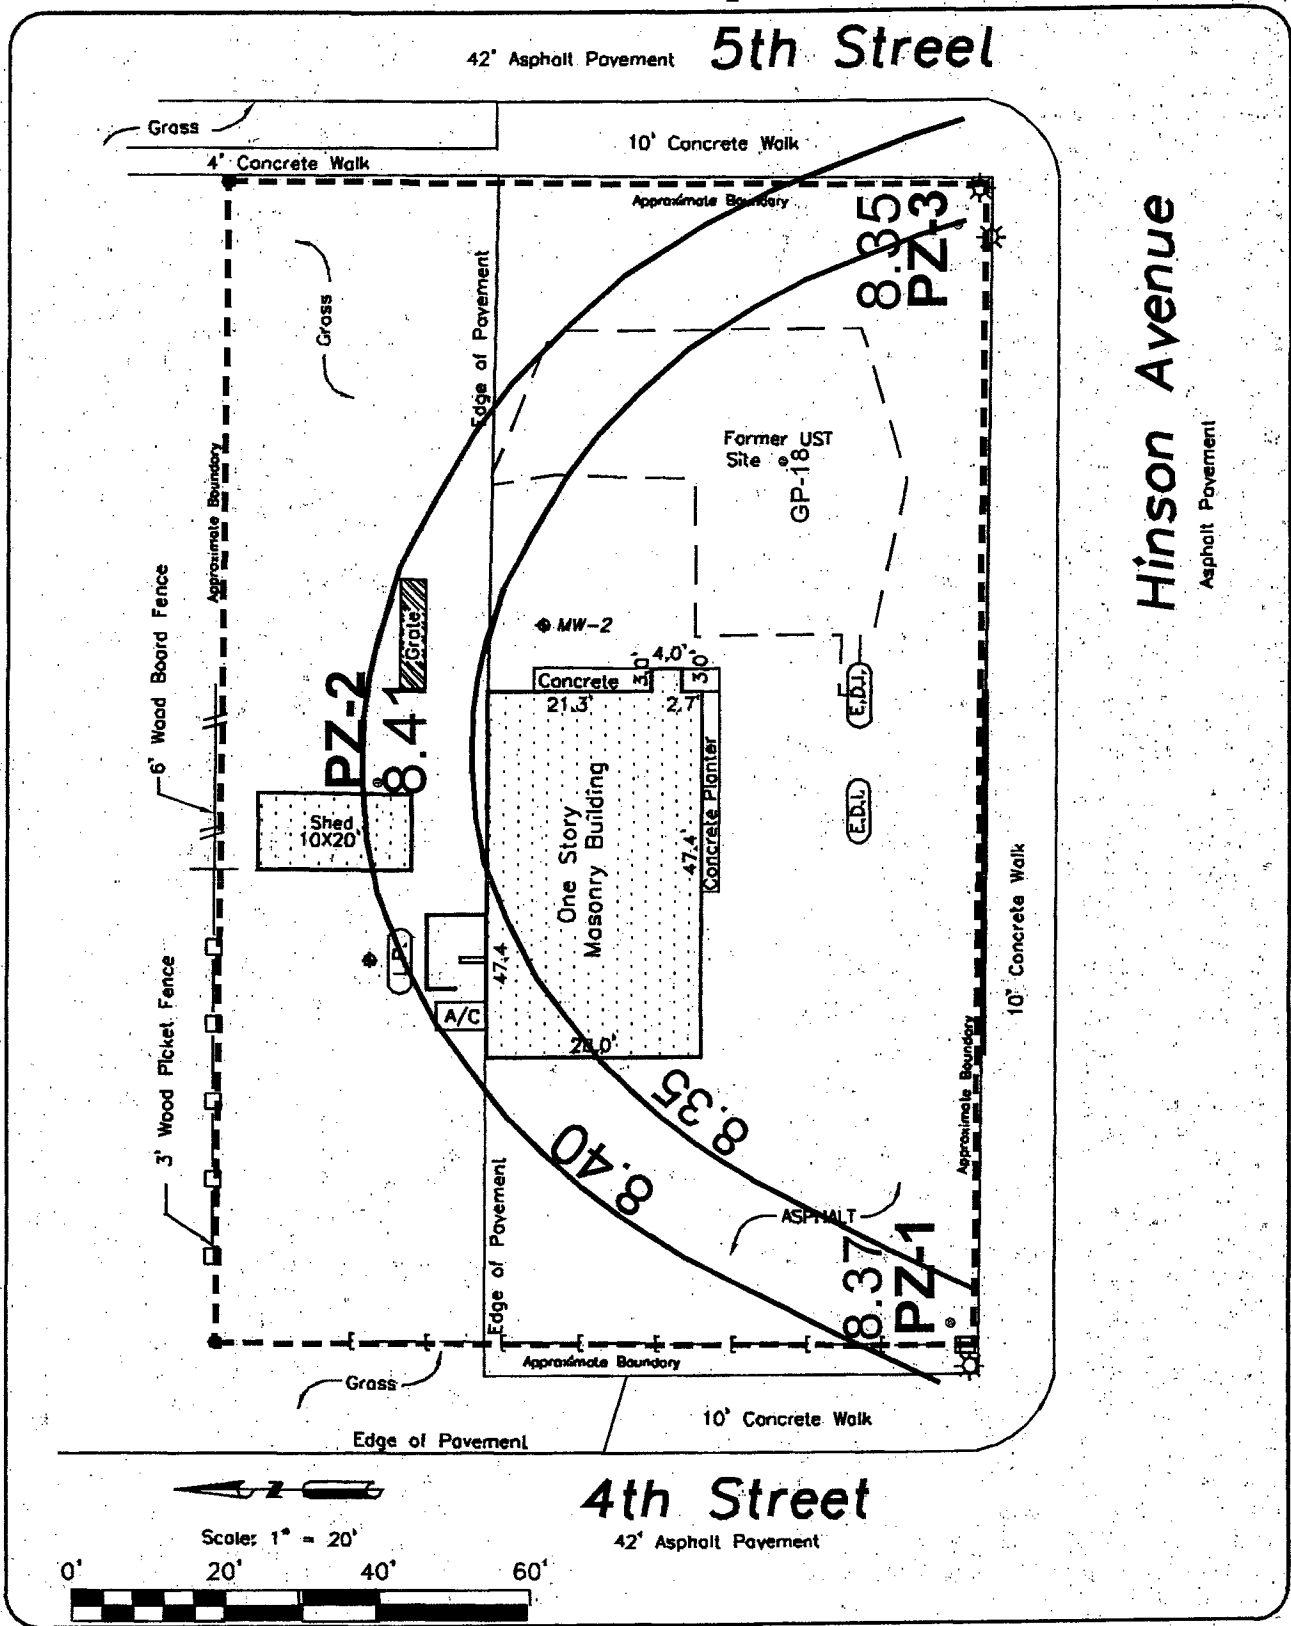 42' Asphalt Pavement
5th Street
Grass
10' Concrete Walk
4' Concrete Walk
Approximate Boundary
8.35
PZ-3
Grass
Edge of Pavement
Hinson Avenue
Asphalt Pavement
Former UST
Site
GP-18
Approximate Boundary
6' Wood Board Fence
Grate
MW-2
3.0'
4.0'
3.0'
Concrete
21.3'
2.7'
E.D.I.
PZ-2
8.41
Shed
10X20'
One Story
Masonry Building
47.4'
Concrete Planter
E.D.I.
10' Concrete Walk
3' Wood Picket Fence
47.4
A/C
8.35
8.40
Approximate Boundary
ASPHALT
8.37
PZ-1
Edge of Pavement
Approximate Boundary
Grass
10' Concrete Walk
Edge of Pavement
Z
4th Street
42' Asphalt Pavement
Scale: 1" = 20'
0' 20' 40' 60'